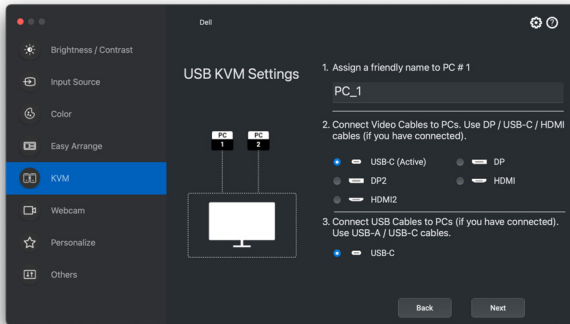 Dell
Brightness / Contrast
Input Source
Color
Easy Arrange
KVM
Webcam
Personalize
Others
USB KVM Settings
PC
1
PC
2
1. Assign a friendly name to PC # 1
PC_1
2. Connect Video Cables to PCs. Use DP / USB-C / HDMI
cables (if you have connected).
USB-C (Active)
DP
DP2
HDMI
HDMI2
3. Connect USB Cables to PCs (if you have connected).
Use USB-A / USB-C cables.
USB-C
Back
Next